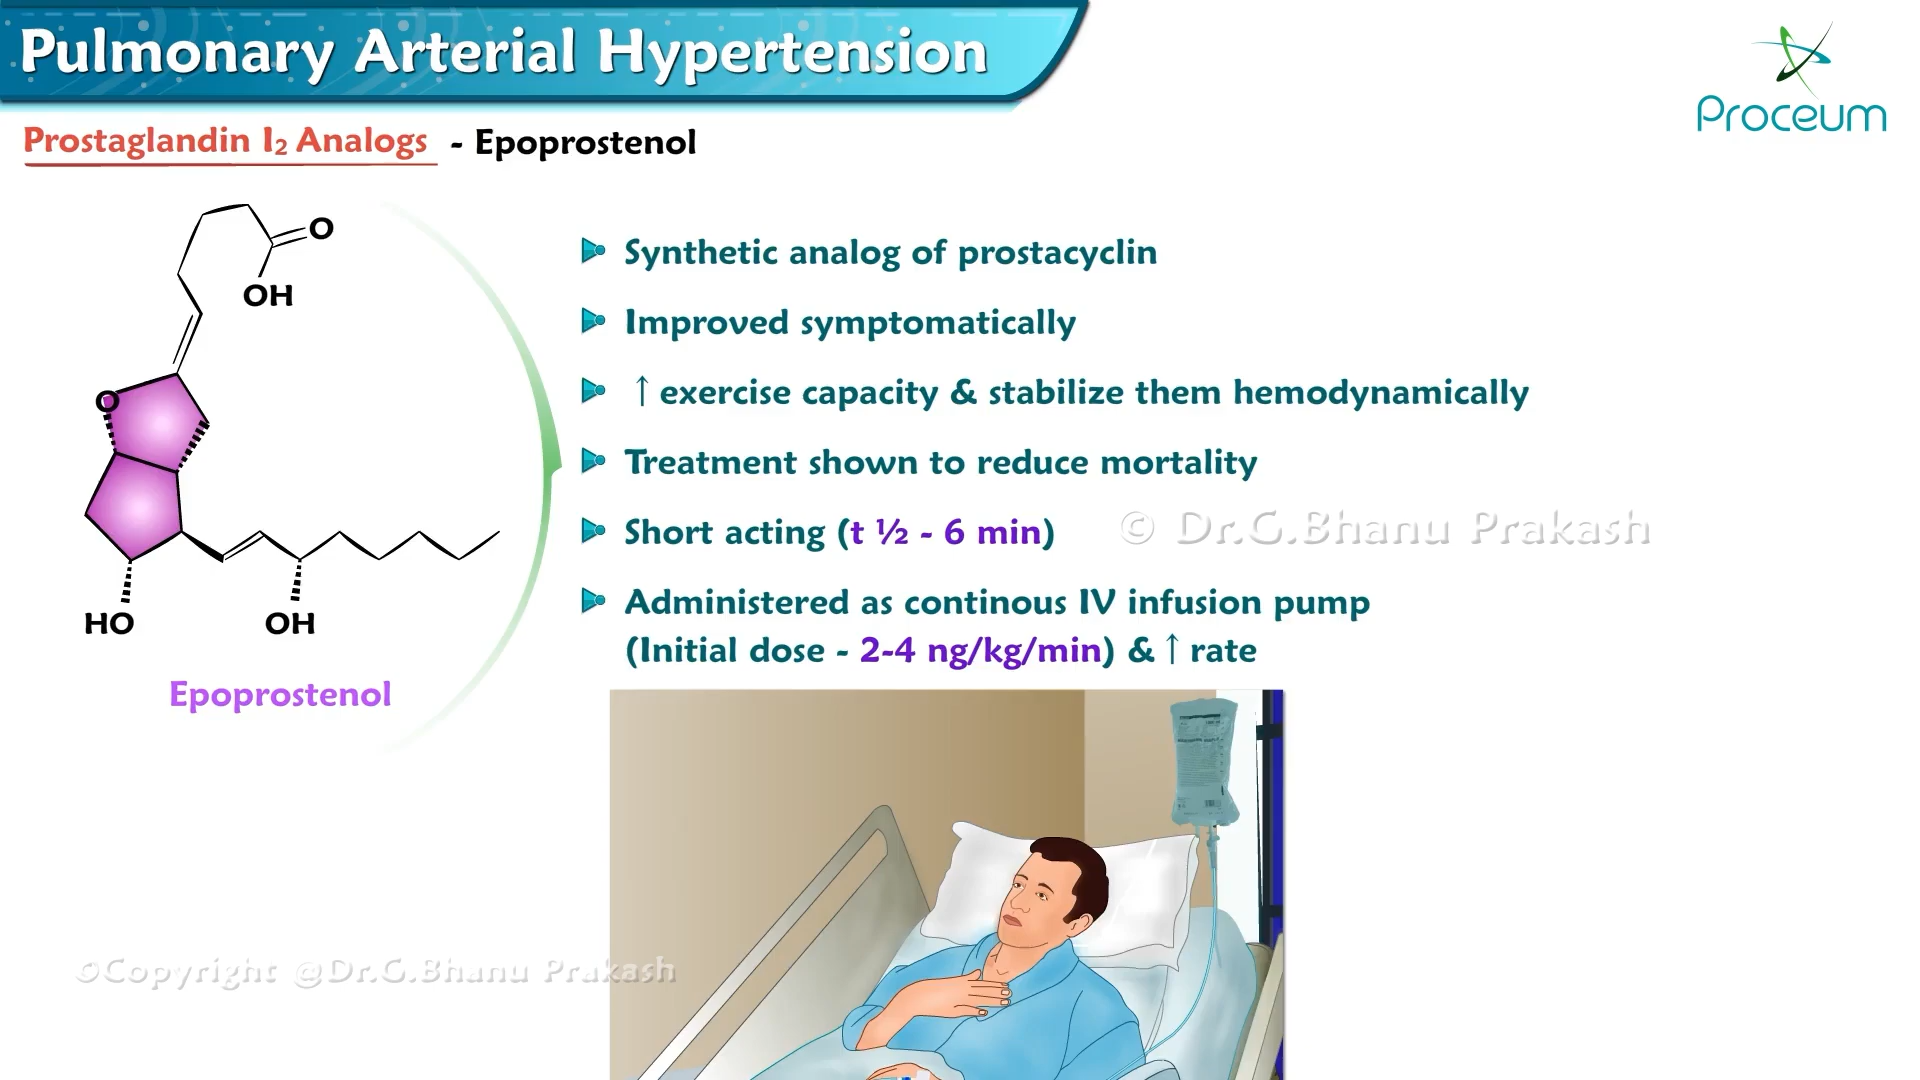 Pulmonary Arterial Hypertension
Proceum
Prostaglandin I₂ Analogs - Epoprostenol
O
OH
O
HO
OH
Epoprostenol
Synthetic analog of prostacyclin
Improved symptomatically
↑ exercise capacity & stabilize them hemodynamically
Treatment shown to reduce mortality
Short acting (t ½ - 6 min)
© Dr.G.Bhanu Prakash
Administered as continous IV infusion pump
(Initial dose - 2-4 ng/kg/min) & ↑ rate
©Copyright @Dr.G.Bhanu Prakash